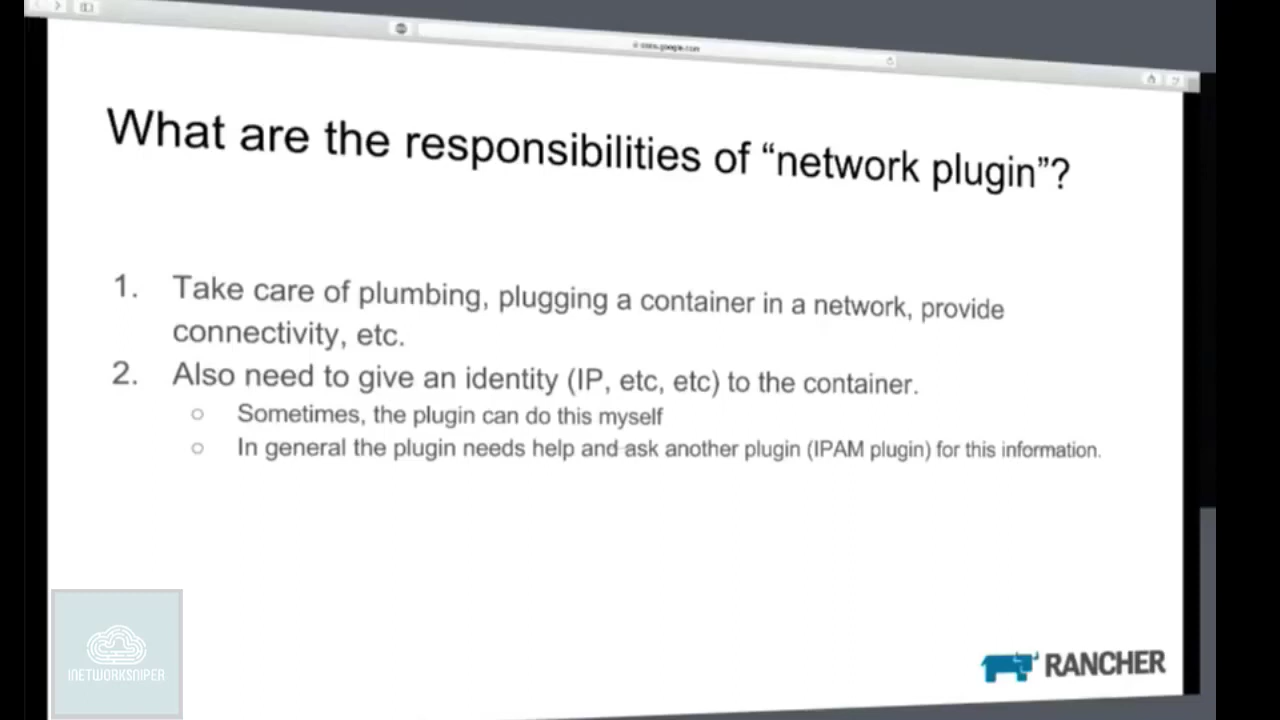 What are the responsibilities of “network plugin”?
1. Take care of plumbing, plugging a container in a network, provide
connectivity, etc.
2. Also need to give an identity (IP, etc, etc) to the container.
○ Sometimes, the plugin can do this myself
○ In general the plugin needs help and ask another plugin (IPAM plugin) for this information.
INETWORKSNIPER
RANCHER